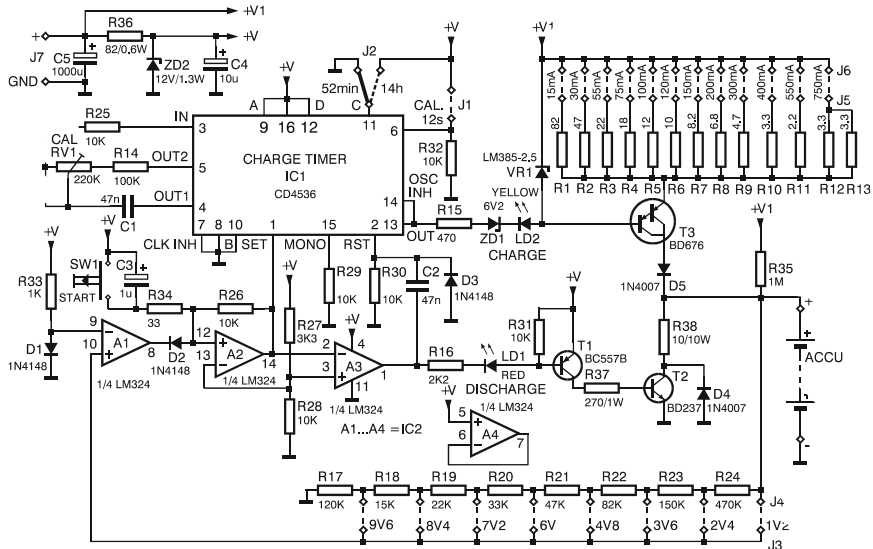 +V1
R36
+V
+
82/0.6W
J7
C5
1000u
ZD2
12V/1.3W
C4
10u
GND
+V
J2
52min
14h
C
+V
J1
CAL.
12s
+V1
15mA
30mA
55mA
75mA
100mA
120mA
150mA
200mA
300mA
400mA
550mA
750mA
J6
J5
A
D
9
16
12
11
R25
10K
IN
3
6
CAL
RV1
220K
R14
100K
OUT2
5
CHARGE TIMER
IC1
CD4536
R32
10K
47n
C1
OUT1
4
OSC
INH
14
13
OUT
7
8
10
15
2
1
CLK INH
B
SET
MONO
RST
R15
470
6V2
ZD1
YELLOW
LD2
CHARGE
LM385-2.5
VR1
82
47
22
18
12
10
8.2
6.8
4.7
3.3
2.2
3.3
3.3
R1
R2
R3
R4
R5
R6
R7
R8
R9
R10
R11
R12
R13
T3
BD676
D5
1N4007
+V1
R35
1M
+V
R33
1K
SW1
START
+V
C3
1u
R34
33
R26
10K
+V
R27
3K3
R28
10K
R29
10K
R30
10K
C2
47n
D3
1N4148
9
10
A1
8
1/4 LM324
D1
1N4148
D2
1N4148
12
13
A2
14
1/4 LM324
+V
4
2
3
A3
1
11
1/4 LM324
A1...A4 =IC2
R16
2K2
LD1
RED
DISCHARGE
+V
R31
10K
T1
BC557B
R37
270/1W
R38
10/10W
T2
BD237
D4
1N4007
+
ACCU
-
+V
1/4 LM324
5
6
A4
7
R17
120K
R18
15K
R19
22K
R20
33K
R21
47K
R22
82K
R23
150K
R24
470K
J4
9V6
8V4
7V2
6V
4V8
3V6
2V4
1V2
J3